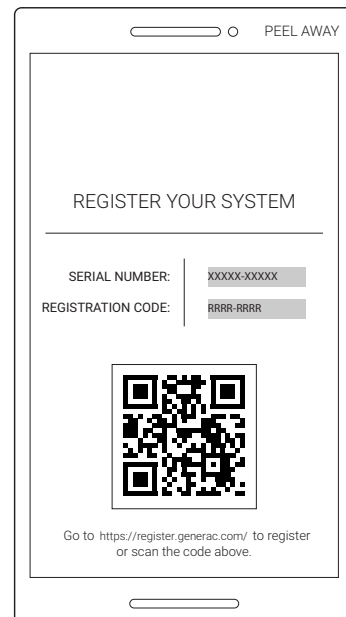 PEEL AWAY
REGISTER YOUR SYSTEM
SERIAL NUMBER: XXXXX-XXXXX
REGISTRATION CODE: RRRR-RRRR
Go to https://register.generac.com/ to register
or scan the code above.